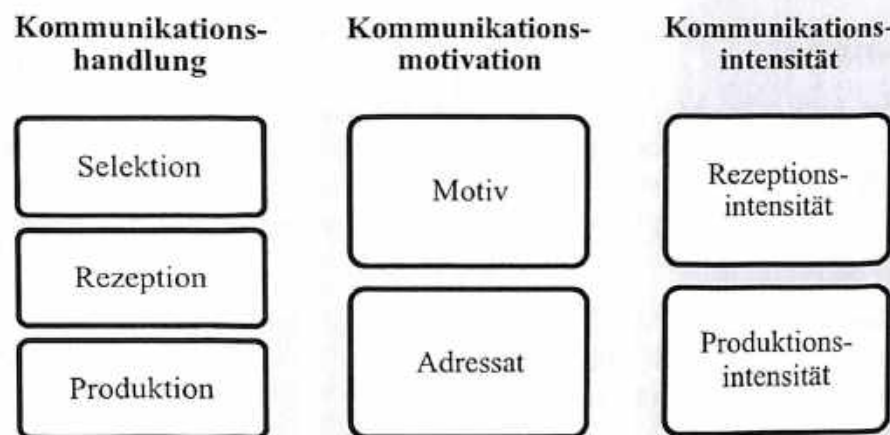 Kommunikations-
handlung
Selektion
Rezeption
Produktion
Kommunikations-
motivation
Motiv
Adressat
Kommunikations-
intensität
Rezeptions-
intensität
Produktions-
intensität